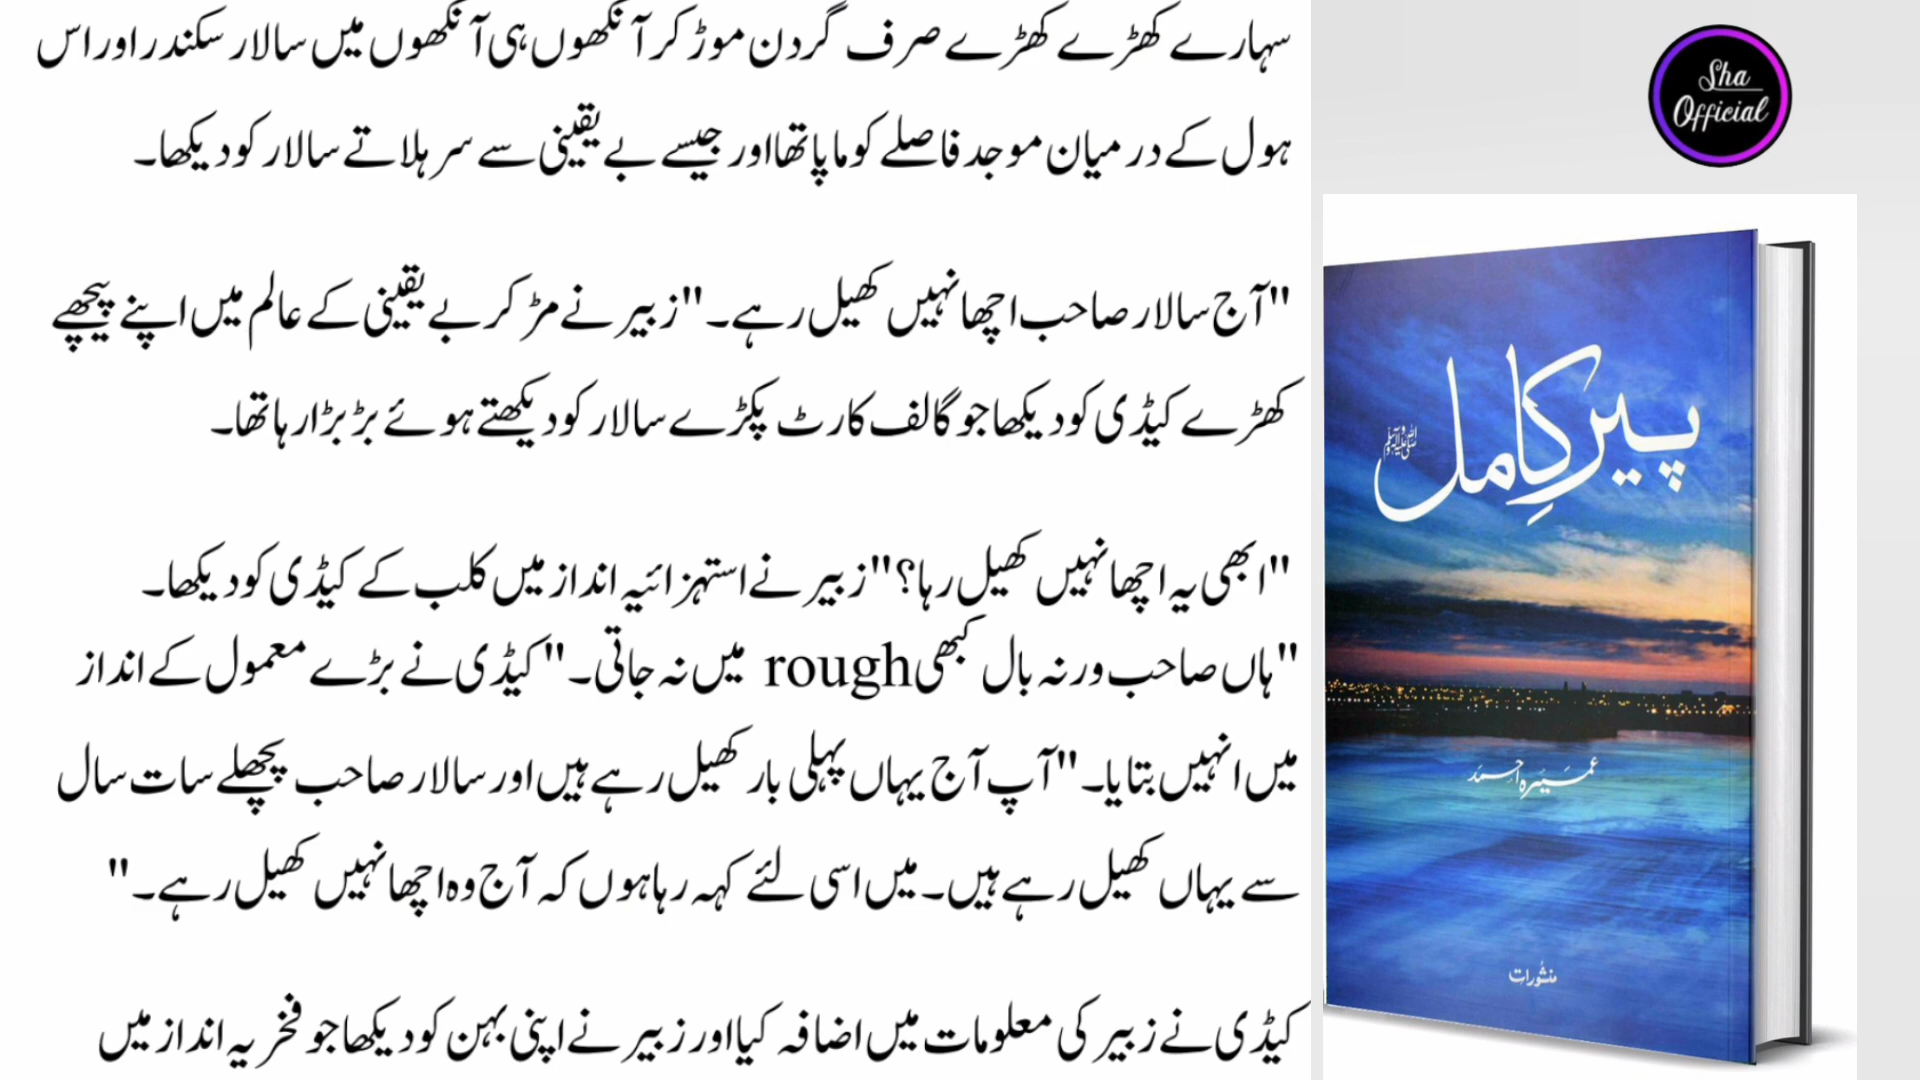 سہارے کھڑے کھڑے صرف گردن موڑ کر آنکھوں ہی آنکھوں میں سالار سکندر اور اس
ہول کے درمیان موجد فاصلے کو ماپا تھا اور جیسے بے یقینی سے سر ہلاتے سالار کو دیکھا۔
"آج سالار صاحب اچھا نہیں کھیل رہے۔" زبیر نے مڑ کر بے یقینی کے عالم میں اپنے پیچھے
کھڑے کیڈی کو دیکھا جو گالف کارٹ پکڑے سالار کو دیکھتے ہوئے بڑبڑا رہا تھا۔
"ابھی یہ اچھا نہیں کھیل رہا؟" زبیر نے استہزائیہ انداز میں کلب کے کیڈی کو دیکھا۔
"ہاں صاحب ورنہ بال کبھی rough میں نہ جاتی۔" کیڈی نے بڑے معمول کے انداز
میں انہیں بتایا۔ "آپ آج یہاں پہلی بار کھیل رہے ہیں اور سالار صاحب پچھلے سات سال
سے یہاں کھیل رہے ہیں۔ میں اسی لئے کہہ رہا ہوں کہ آج وہ اچھا نہیں کھیل رہے۔"
کیڈی نے زبیر کی معلومات میں اضافہ کیا اور زبیر نے اپنی بہن کو دیکھا جو فخریہ انداز میں
Sha
Official
پیر کامل ﷺ
عمیرہ احمد
منشورات